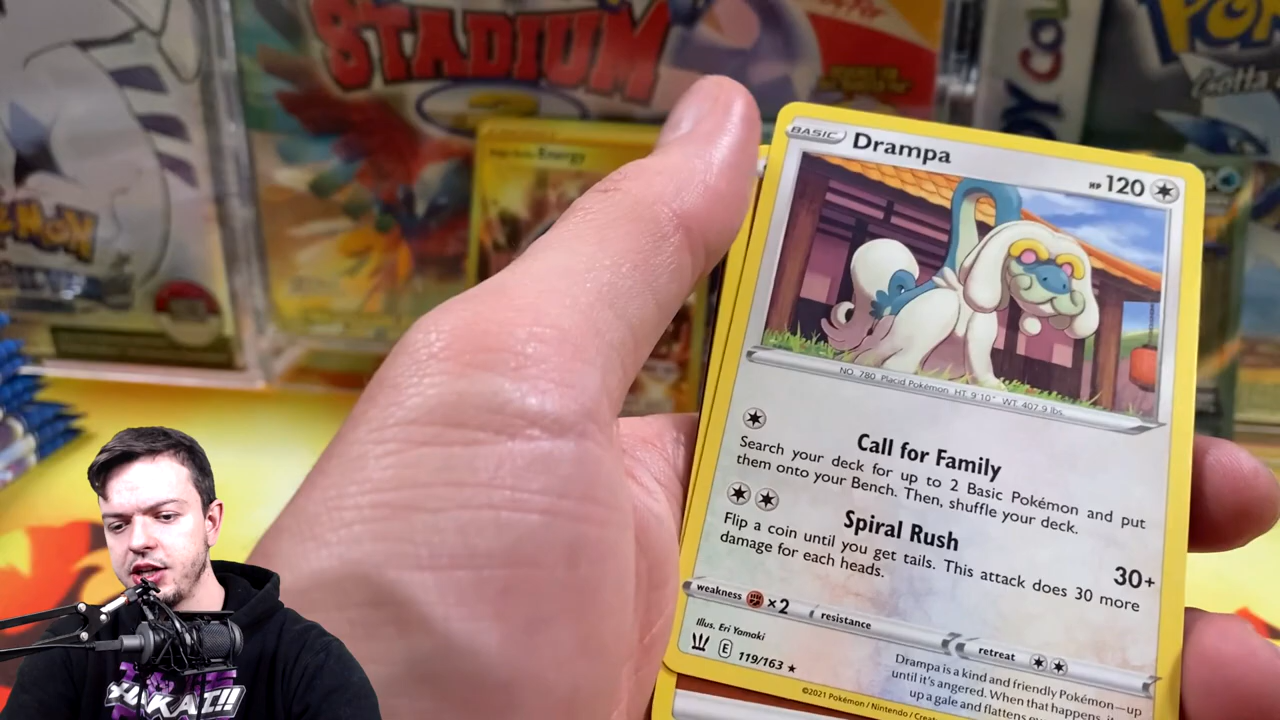 STADIUM
2
Energy
BASIC Drampa
HP 120
NO. 780 Placid Pokémon HT. 9'10" WT. 407.9 lbs.
Call for Family
Search your deck for up to 2 Basic Pokémon and put
them onto your Bench. Then, shuffle your deck.
Spiral Rush 30+
Flip a coin until you get tails. This attack does 30 more
damage for each heads.
weakness ×2 resistance retreat
Illus. Eri Yamaki
E 119/163 ★
Drampa is a kind and friendly Pokémon—up
until it's angered. When that happens, it
up a gale and flattens
©2021 Pokémon / Nintendo /
Gotta